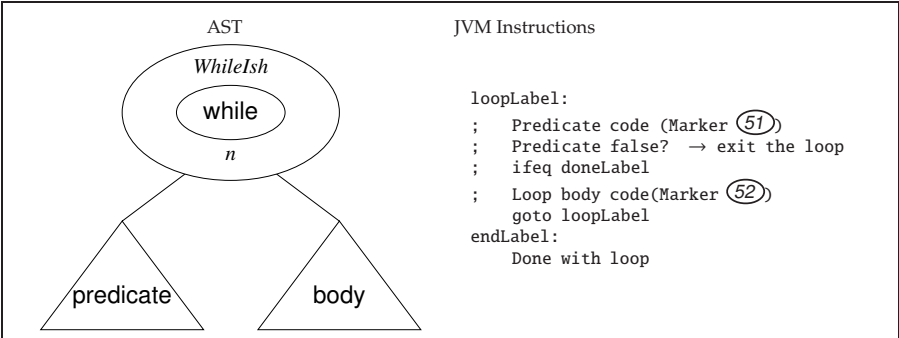 AST
JVM Instructions
WhileIsh
while
n
predicate
body
loopLabel:
; Predicate code (Marker 51)
; Predicate false? → exit the loop
; ifeq doneLabel
; Loop body code(Marker 52)
goto loopLabel
endLabel:
Done with loop